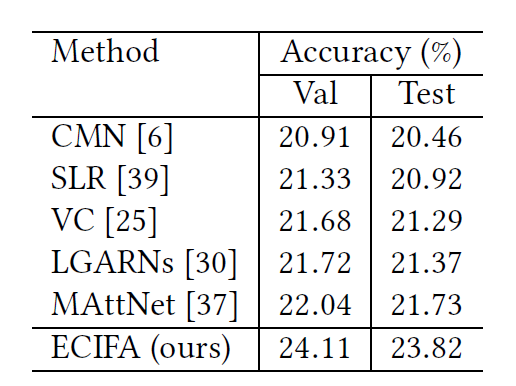 Method Accuracy (%)
Val Test
CMN [6] 20.91 20.46
SLR [39] 21.33 20.92
VC [25] 21.68 21.29
LGARNs [30] 21.72 21.37
MAttNet [37] 22.04 21.73
ECIFA (ours) 24.11 23.82